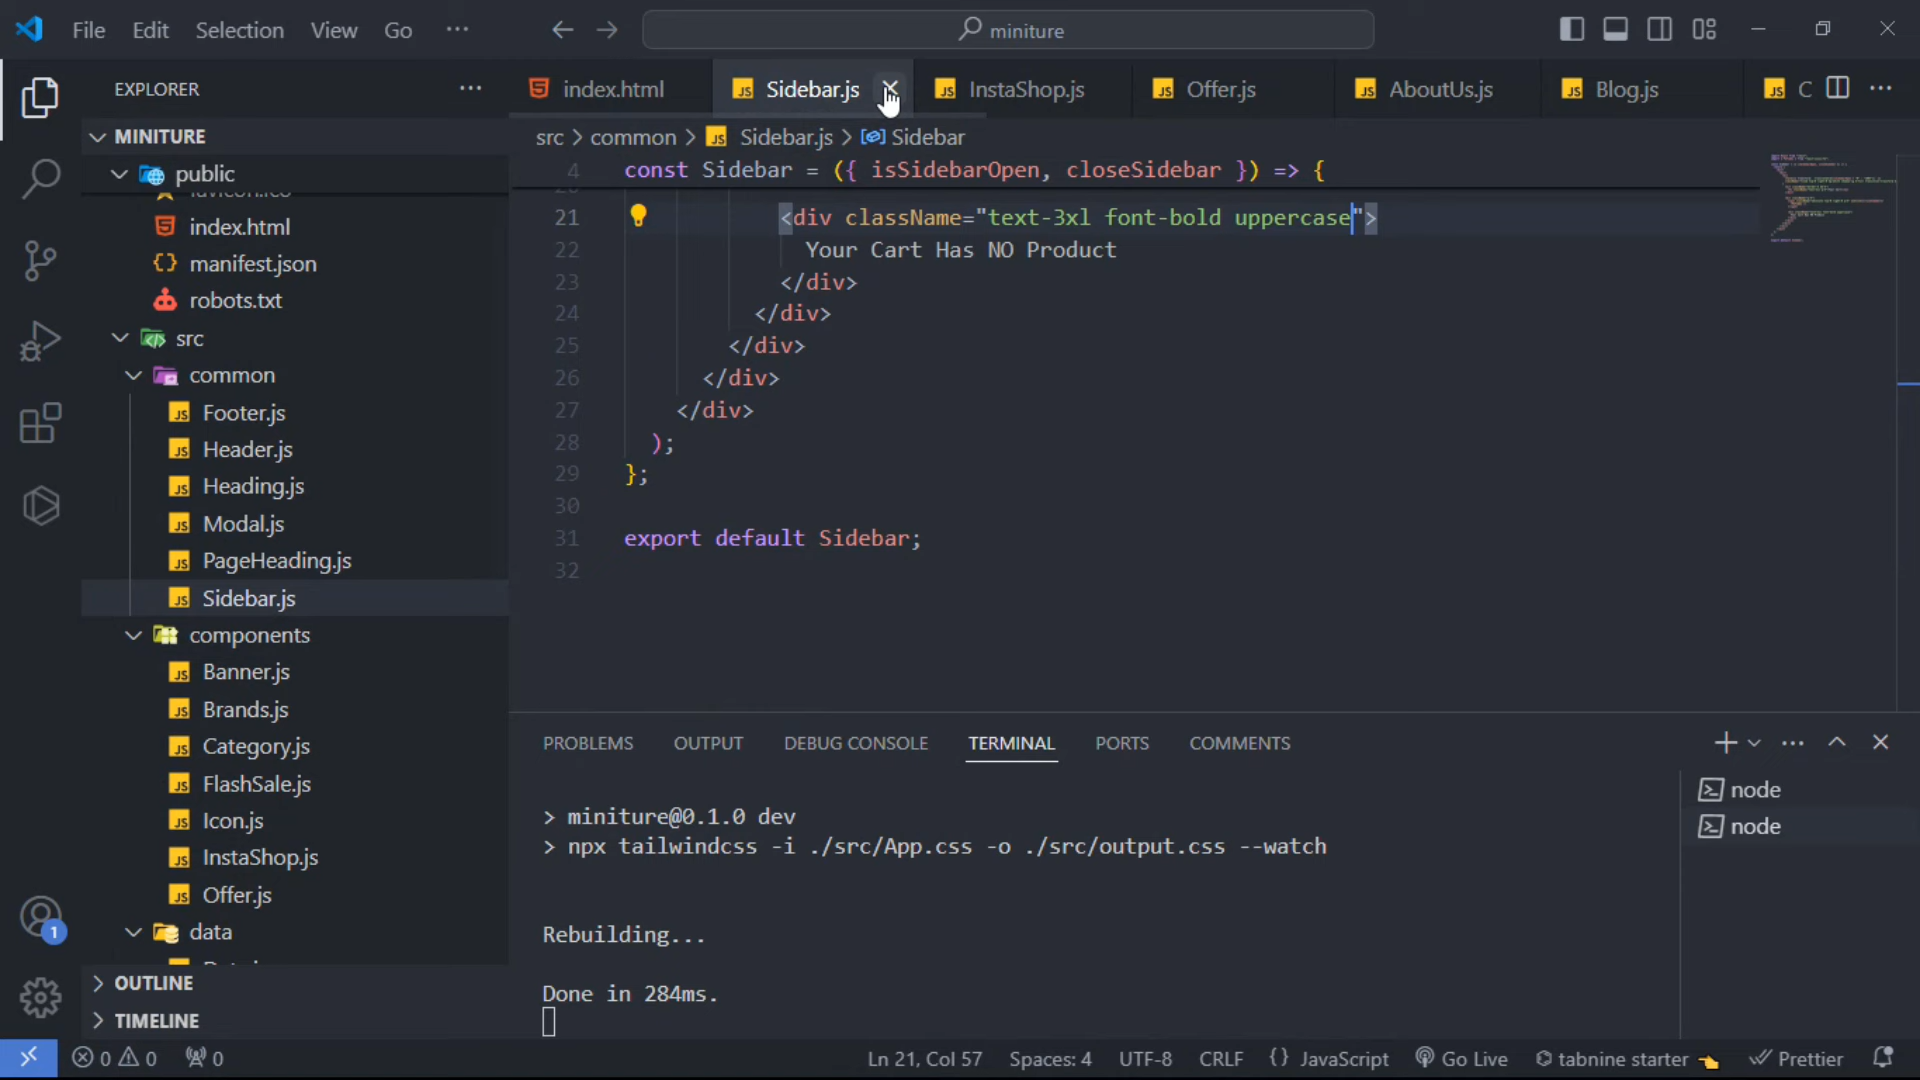 File Edit Selection View Go ···
miniture
EXPLORER
MINITURE
public
index.html
manifest.json
robots.txt
src
common
Footer.js
Header.js
Heading.js
Modal.js
PageHeading.js
Sidebar.js
components
Banner.js
Brands.js
Category.js
FlashSale.js
Icon.js
InstaShop.js
Offer.js
data
OUTLINE
TIMELINE
1
index.html Sidebar.js InstaShop.js Offer.js AboutUs.js Blog.js C
src > common > Sidebar.js > Sidebar
4 const Sidebar = ({ isSidebarOpen, closeSidebar }) => {
21 <div className="text-3xl font-bold uppercase">
22 Your Cart Has NO Product
23 </div>
24 </div>
25 </div>
26 </div>
27 </div>
28 );
29 };
30
31 export default Sidebar;
32
PROBLEMS OUTPUT DEBUG CONSOLE TERMINAL PORTS COMMENTS
> miniture@0.1.0 dev
> npx tailwindcss -i ./src/App.css -o ./src/output.css --watch
Rebuilding...
Done in 284ms.
node
node
0 0 0 Ln 21, Col 57 Spaces: 4 UTF-8 CRLF {} JavaScript Go Live tabnine starter Prettier